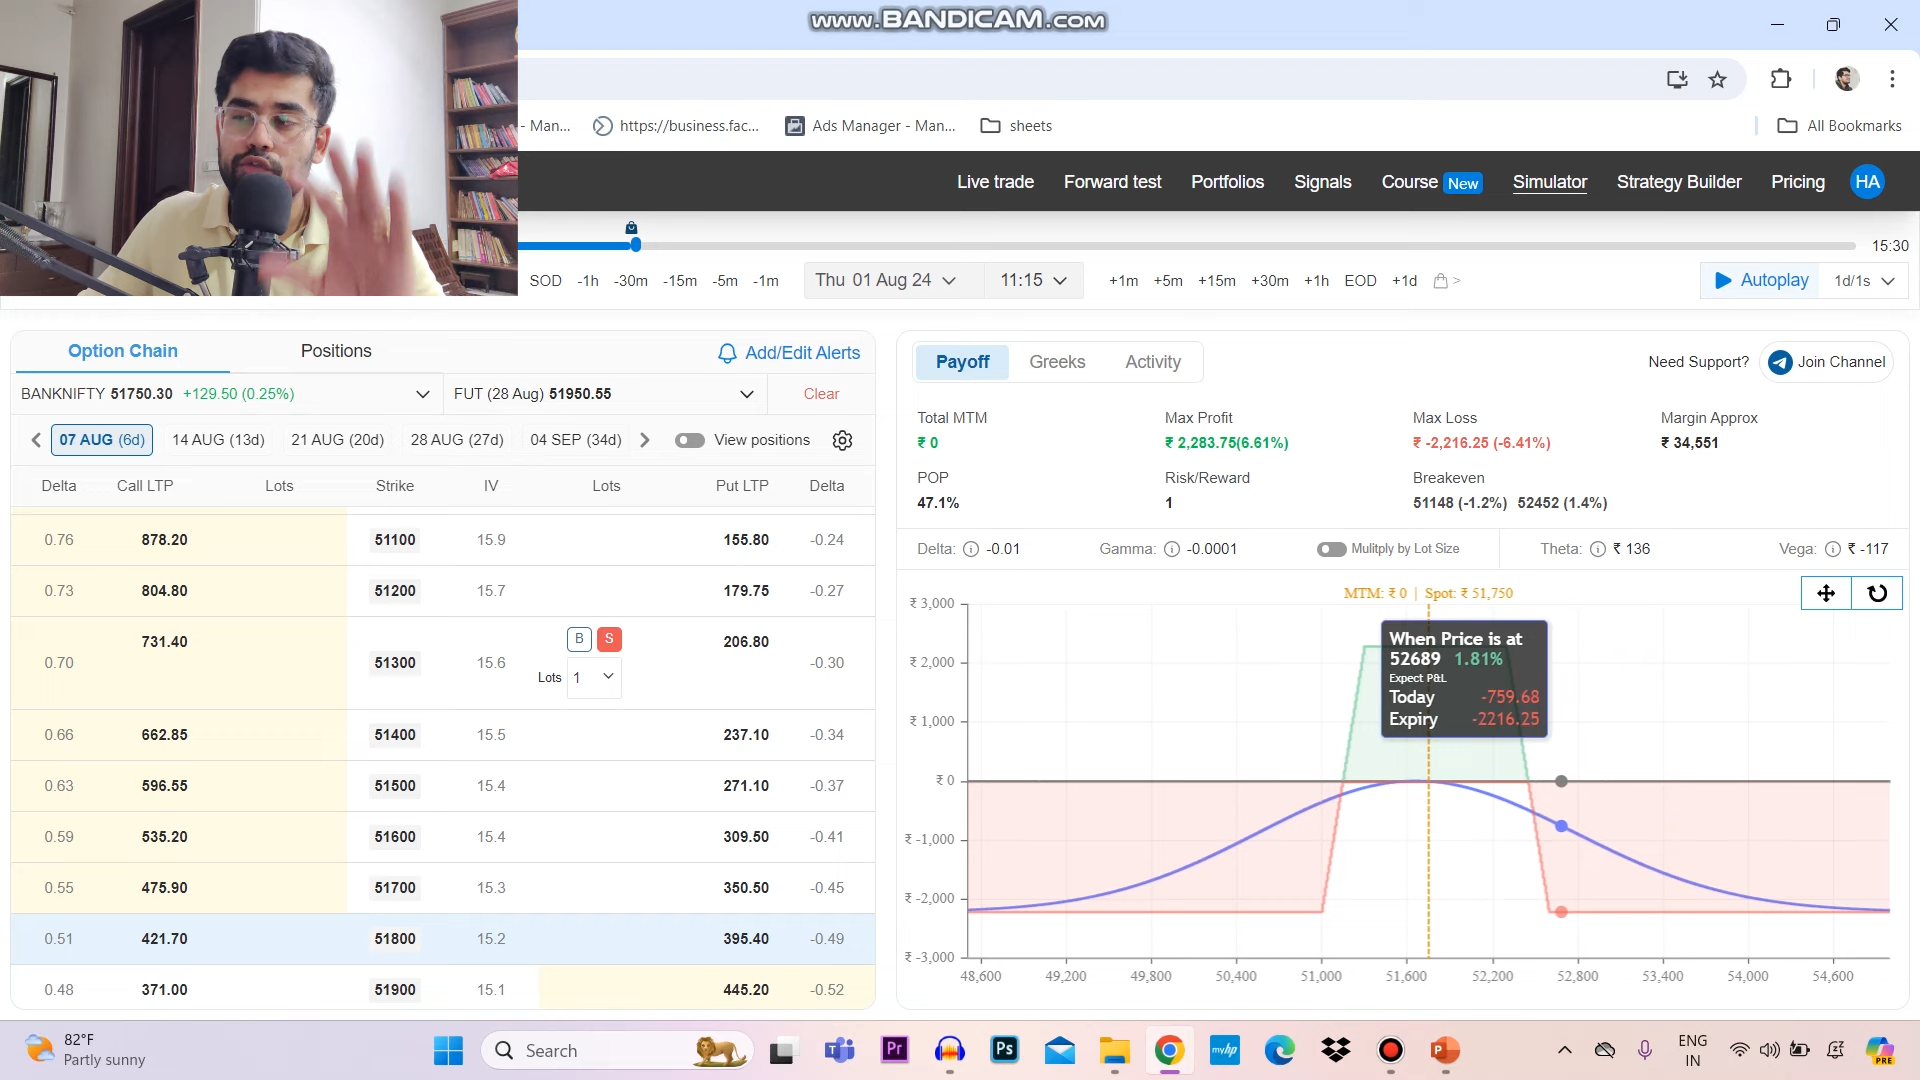 www.BANDICAM.com
- Man...
https://business.fac...
Ads Manager - Man...
sheets
All Bookmarks
Live trade
Forward test
Portfolios
Signals
Course New
Simulator
Strategy Builder
Pricing
HA
15:30
SOD -1h -30m -15m -5m -1m
Thu 01 Aug 24
11:15
+1m +5m +15m +30m +1h EOD +1d >
Autoplay
1d/1s
Option Chain
Positions
Add/Edit Alerts
BANKNIFTY 51750.30 +129.50 (0.25%)
FUT (28 Aug) 51950.55
Clear
07 AUG (6d) 14 AUG (13d) 21 AUG (20d) 28 AUG (27d) 04 SEP (34d)
View positions
Delta Call LTP Lots Strike IV Lots Put LTP Delta
0.76 878.20 51100 15.9 155.80 -0.24
0.73 804.80 51200 15.7 179.75 -0.27
0.70 731.40 51300 15.6 B S Lots 1 206.80 -0.30
0.66 662.85 51400 15.5 237.10 -0.34
0.63 596.55 51500 15.4 271.10 -0.37
0.59 535.20 51600 15.4 309.50 -0.41
0.55 475.90 51700 15.3 350.50 -0.45
0.51 421.70 51800 15.2 395.40 -0.49
0.48 371.00 51900 15.1 445.20 -0.52
Payoff
Greeks
Activity
Need Support?
Join Channel
Total MTM
₹ 0
Max Profit
₹ 2,283.75(6.61%)
Max Loss
₹ -2,216.25 (-6.41%)
Margin Approx
₹ 34,551
POP
47.1%
Risk/Reward
1
Breakeven
51148 (-1.2%) 52452 (1.4%)
Delta: -0.01
Gamma: -0.0001
Mulitply by Lot Size
Theta: ₹ 136
Vega: ₹ -117
MTM: ₹ 0 | Spot: ₹ 51,750
When Price is at
52689 1.81%
Expect P&L
Today -759.68
Expiry -2216.25
₹ 3,000
₹ 2,000
₹ 1,000
₹ 0
₹ -1,000
₹ -2,000
₹ -3,000
48,600 49,200 49,800 50,400 51,000 51,600 52,200 52,800 53,400 54,000 54,600
82°F
Partly sunny
Search
Pr
Ps
myhp
P
ENG
IN
PRE